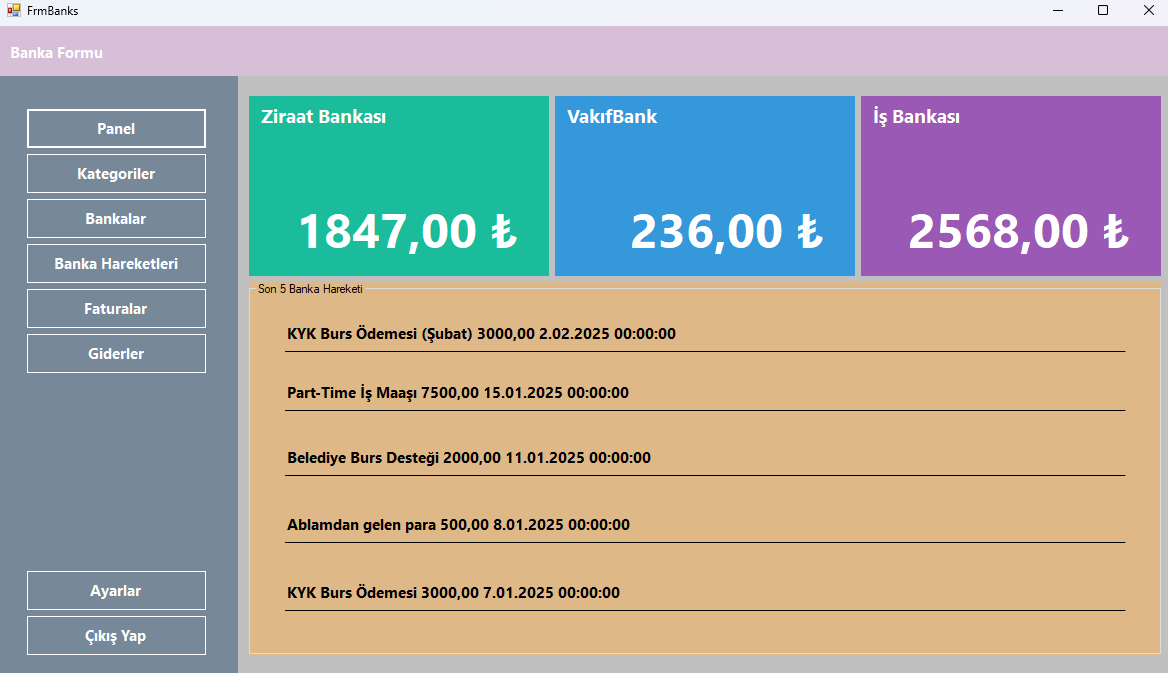 FrmBanks
Banka Formu
Panel
Kategoriler
Bankalar
Banka Hareketleri
Faturalar
Giderler
Ayarlar
Çıkış Yap
Ziraat Bankası
1847,00 ₺
VakıfBank
236,00 ₺
İş Bankası
2568,00 ₺
Son 5 Banka Hareketi
KYK Burs Ödemesi (Şubat) 3000,00 2.02.2025 00:00:00
Part-Time İş Maaşı 7500,00 15.01.2025 00:00:00
Belediye Burs Desteği 2000,00 11.01.2025 00:00:00
Ablamdan gelen para 500,00 8.01.2025 00:00:00
KYK Burs Ödemesi 3000,00 7.01.2025 00:00:00